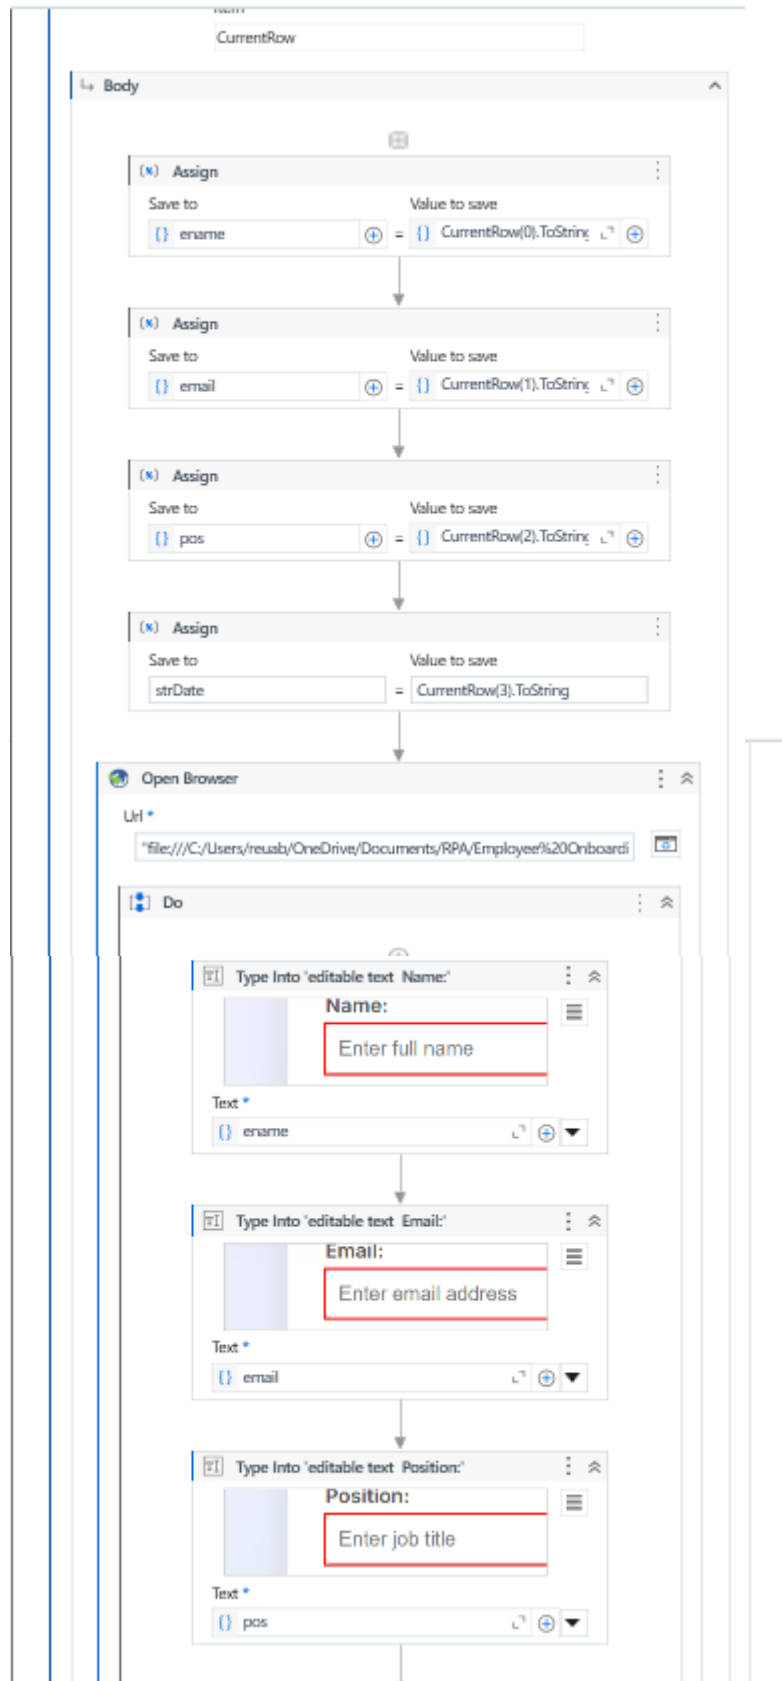 CurrentRow
Body
Assign
Save to Value to save
ename = CurrentRow(0).ToString
Assign
Save to Value to save
email = CurrentRow(1).ToString
Assign
Save to Value to save
pos = CurrentRow(2).ToString
Assign
Save to Value to save
strDate = CurrentRow(3).ToString
Open Browser
Url *
"file:///C:/Users/reuab/OneDrive/Documents/RPA/Employee%20Onboardi
Do
Type Into 'editable text Name:'
Name:
Enter full name
Text *
ename
Type Into 'editable text Email:'
Email:
Enter email address
Text *
email
Type Into 'editable text Position:'
Position:
Enter job title
Text *
pos